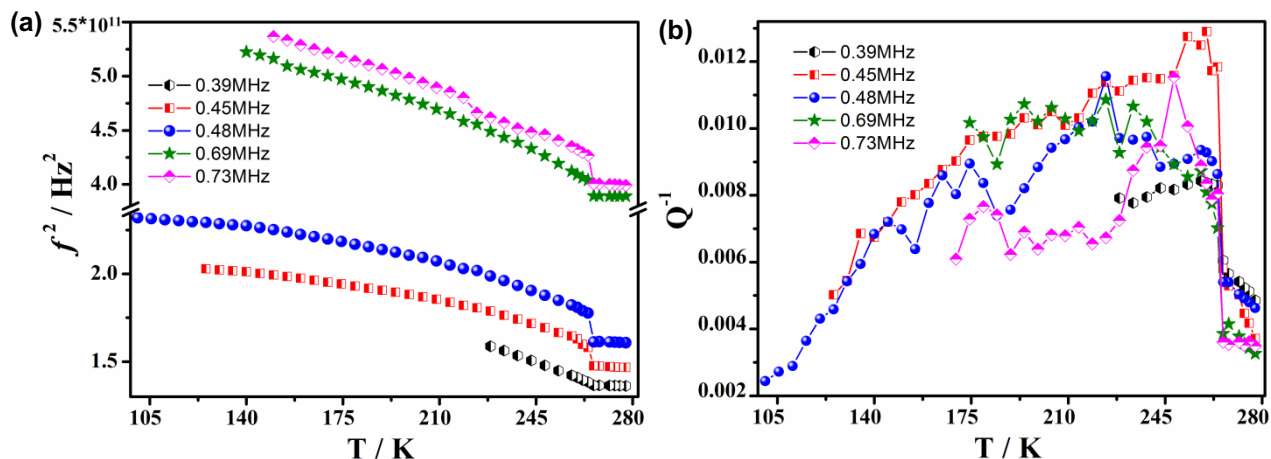 (a)
5.5*10¹¹
5.0
4.5
4.0
2.0
1.5
f² / Hz²
0.39MHz
0.45MHz
0.48MHz
0.69MHz
0.73MHz
105 140 175 210 245 280
T / K
(b)
0.012
0.010
0.008
0.006
0.004
0.002
Q⁻¹
0.39MHz
0.45MHz
0.48MHz
0.69MHz
0.73MHz
105 140 175 210 245 280
T / K